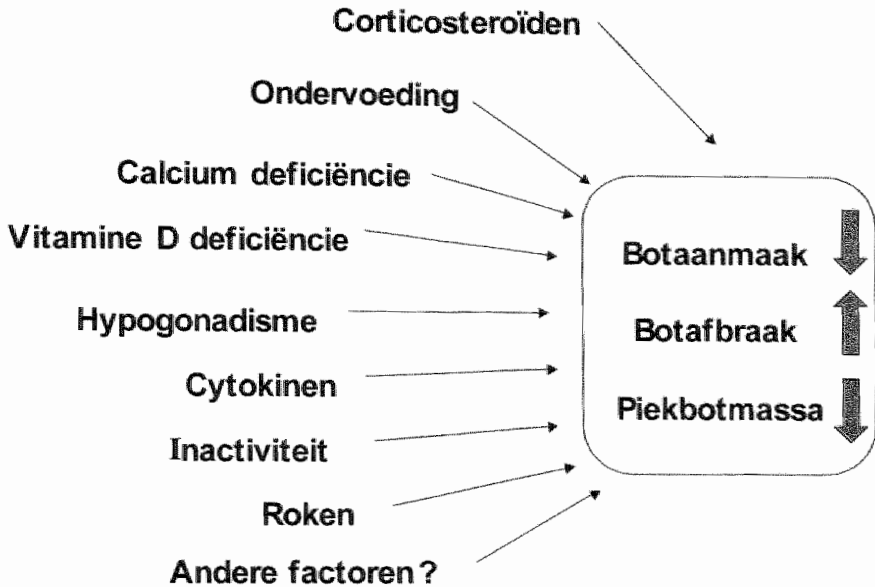 Corticosteroïden
Ondervoeding
Calcium deficiëncie
Vitamine D deficiëncie
Hypogonadisme
Cytokinen
Inactiviteit
Roken
Andere factoren?
Botaanmaak
Botafbraak
Piekbotmassa